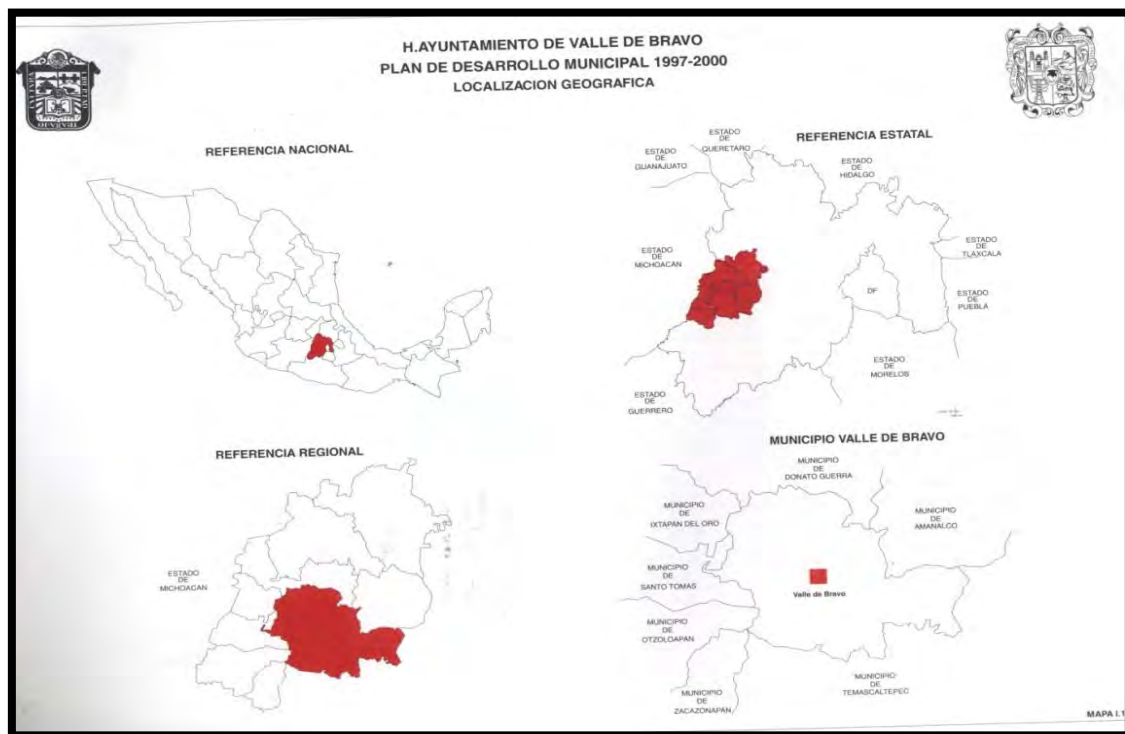 H.AYUNTAMIENTO DE VALLE DE BRAVO
PLAN DE DESARROLLO MUNICIPAL 1997-2000
LOCALIZACION GEOGRAFICA
REFERENCIA NACIONAL
REFERENCIA ESTATAL
ESTADO
DE
QUERETARO
ESTADO
DE
GUANAJUATO
ESTADO
DE
HIDALGO
ESTADO
DE
MICHOACAN
ESTADO
DE
TLAXCALA
DF
ESTADO
DE
PUEBLA
ESTADO
DE
MORELOS
ESTADO
DE
GUERRERO
REFERENCIA REGIONAL
ESTADO
DE
MICHOACAN
MUNICIPIO VALLE DE BRAVO
MUNICIPIO
DE
DONATO GUERRA
MUNICIPIO
DE
IXTAPAN DEL ORO
MUNICIPIO
DE
AMANALCO
MUNICIPIO
DE
SANTO TOMAS
Valle de Bravo
MUNICIPIO
DE
OTZOLOAPAN
MUNICIPIO
DE
TEMASCALTEPEC
MUNICIPIO
DE
ZACAZONAPAN
MAPA I.1